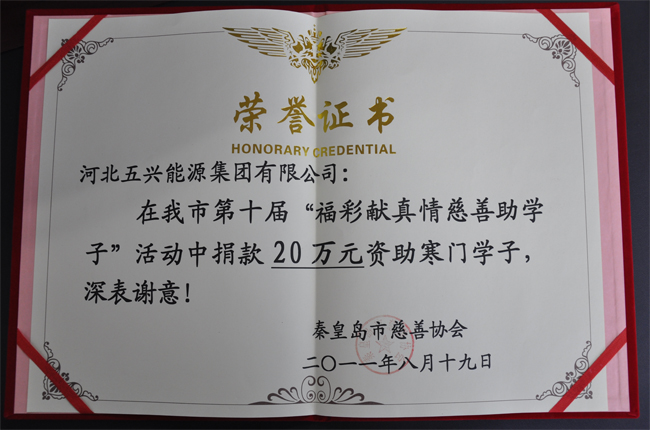 荣誉证书
HONORARY CREDENTIAL
河北五兴能源集团有限公司：
在我市第十届“福彩献真情慈善助学
子”活动中捐款 20万元资助寒门学子，
深表谢意！
秦皇岛市慈善协会
二〇一一年八月十九日